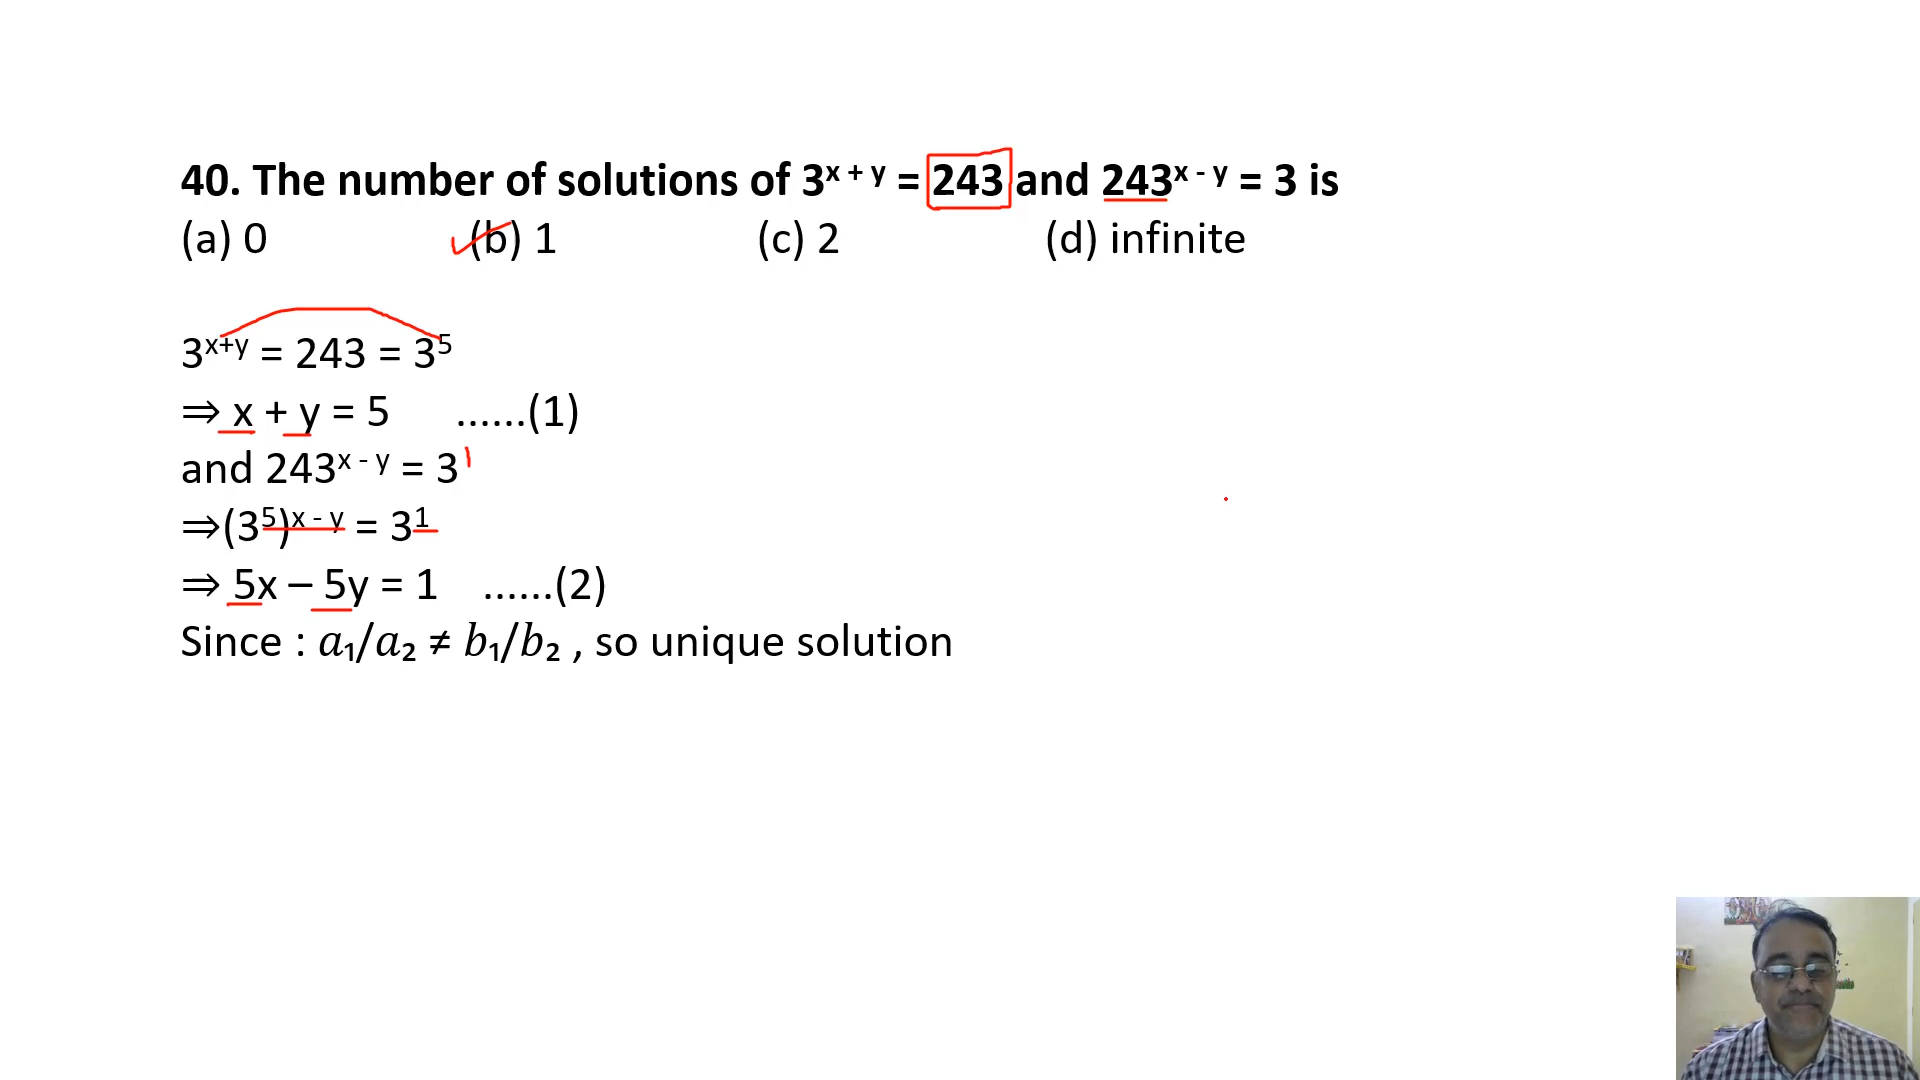 40. The number of solutions of 3ˣ ⁺ ʸ = 243 and 243ˣ ⁻ ʸ = 3 is
(a) 0 (b) 1 (c) 2 (d) infinite
3ˣ⁺ʸ = 243 = 3⁵
⇒ x + y = 5 ......(1)
and 243ˣ ⁻ ʸ = 3¹
⇒(3⁵)ˣ ⁻ ʸ = 3¹
⇒ 5x – 5y = 1 ......(2)
Since : a₁/a₂ ≠ b₁/b₂ , so unique solution